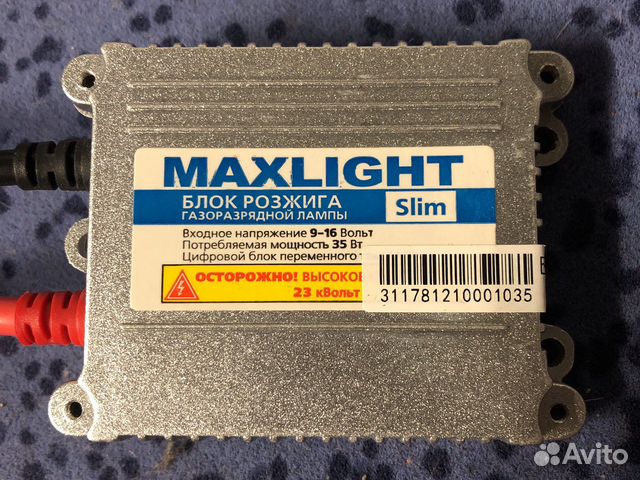 MAXLIGHT
БЛОК РОЗЖИГА
ГАЗОРАЗРЯДНОЙ ЛАМПЫ
Slim
Входное напряжение 9-16 Вольт
Потребляемая мощность 35 Вт
Цифровой блок переменного
ОСТОРОЖНО!
23 кВольт
311781210001035
Avito